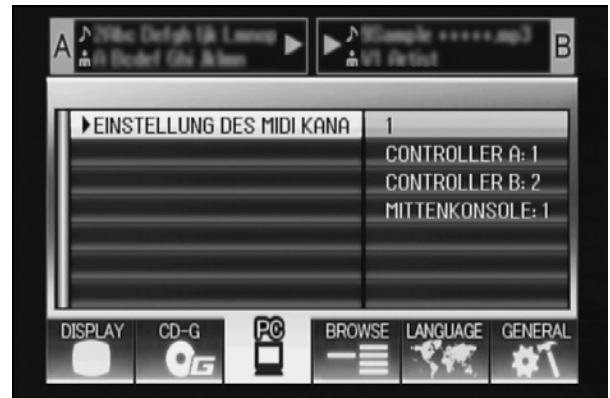 A
B
▶EINSTELLUNG DES MIDI KANA
1
CONTROLLER A: 1
CONTROLLER B: 2
MITTENKONSOLE: 1
DISPLAY
CD-G
G
PC
BROWSE
LANGUAGE
GENERAL